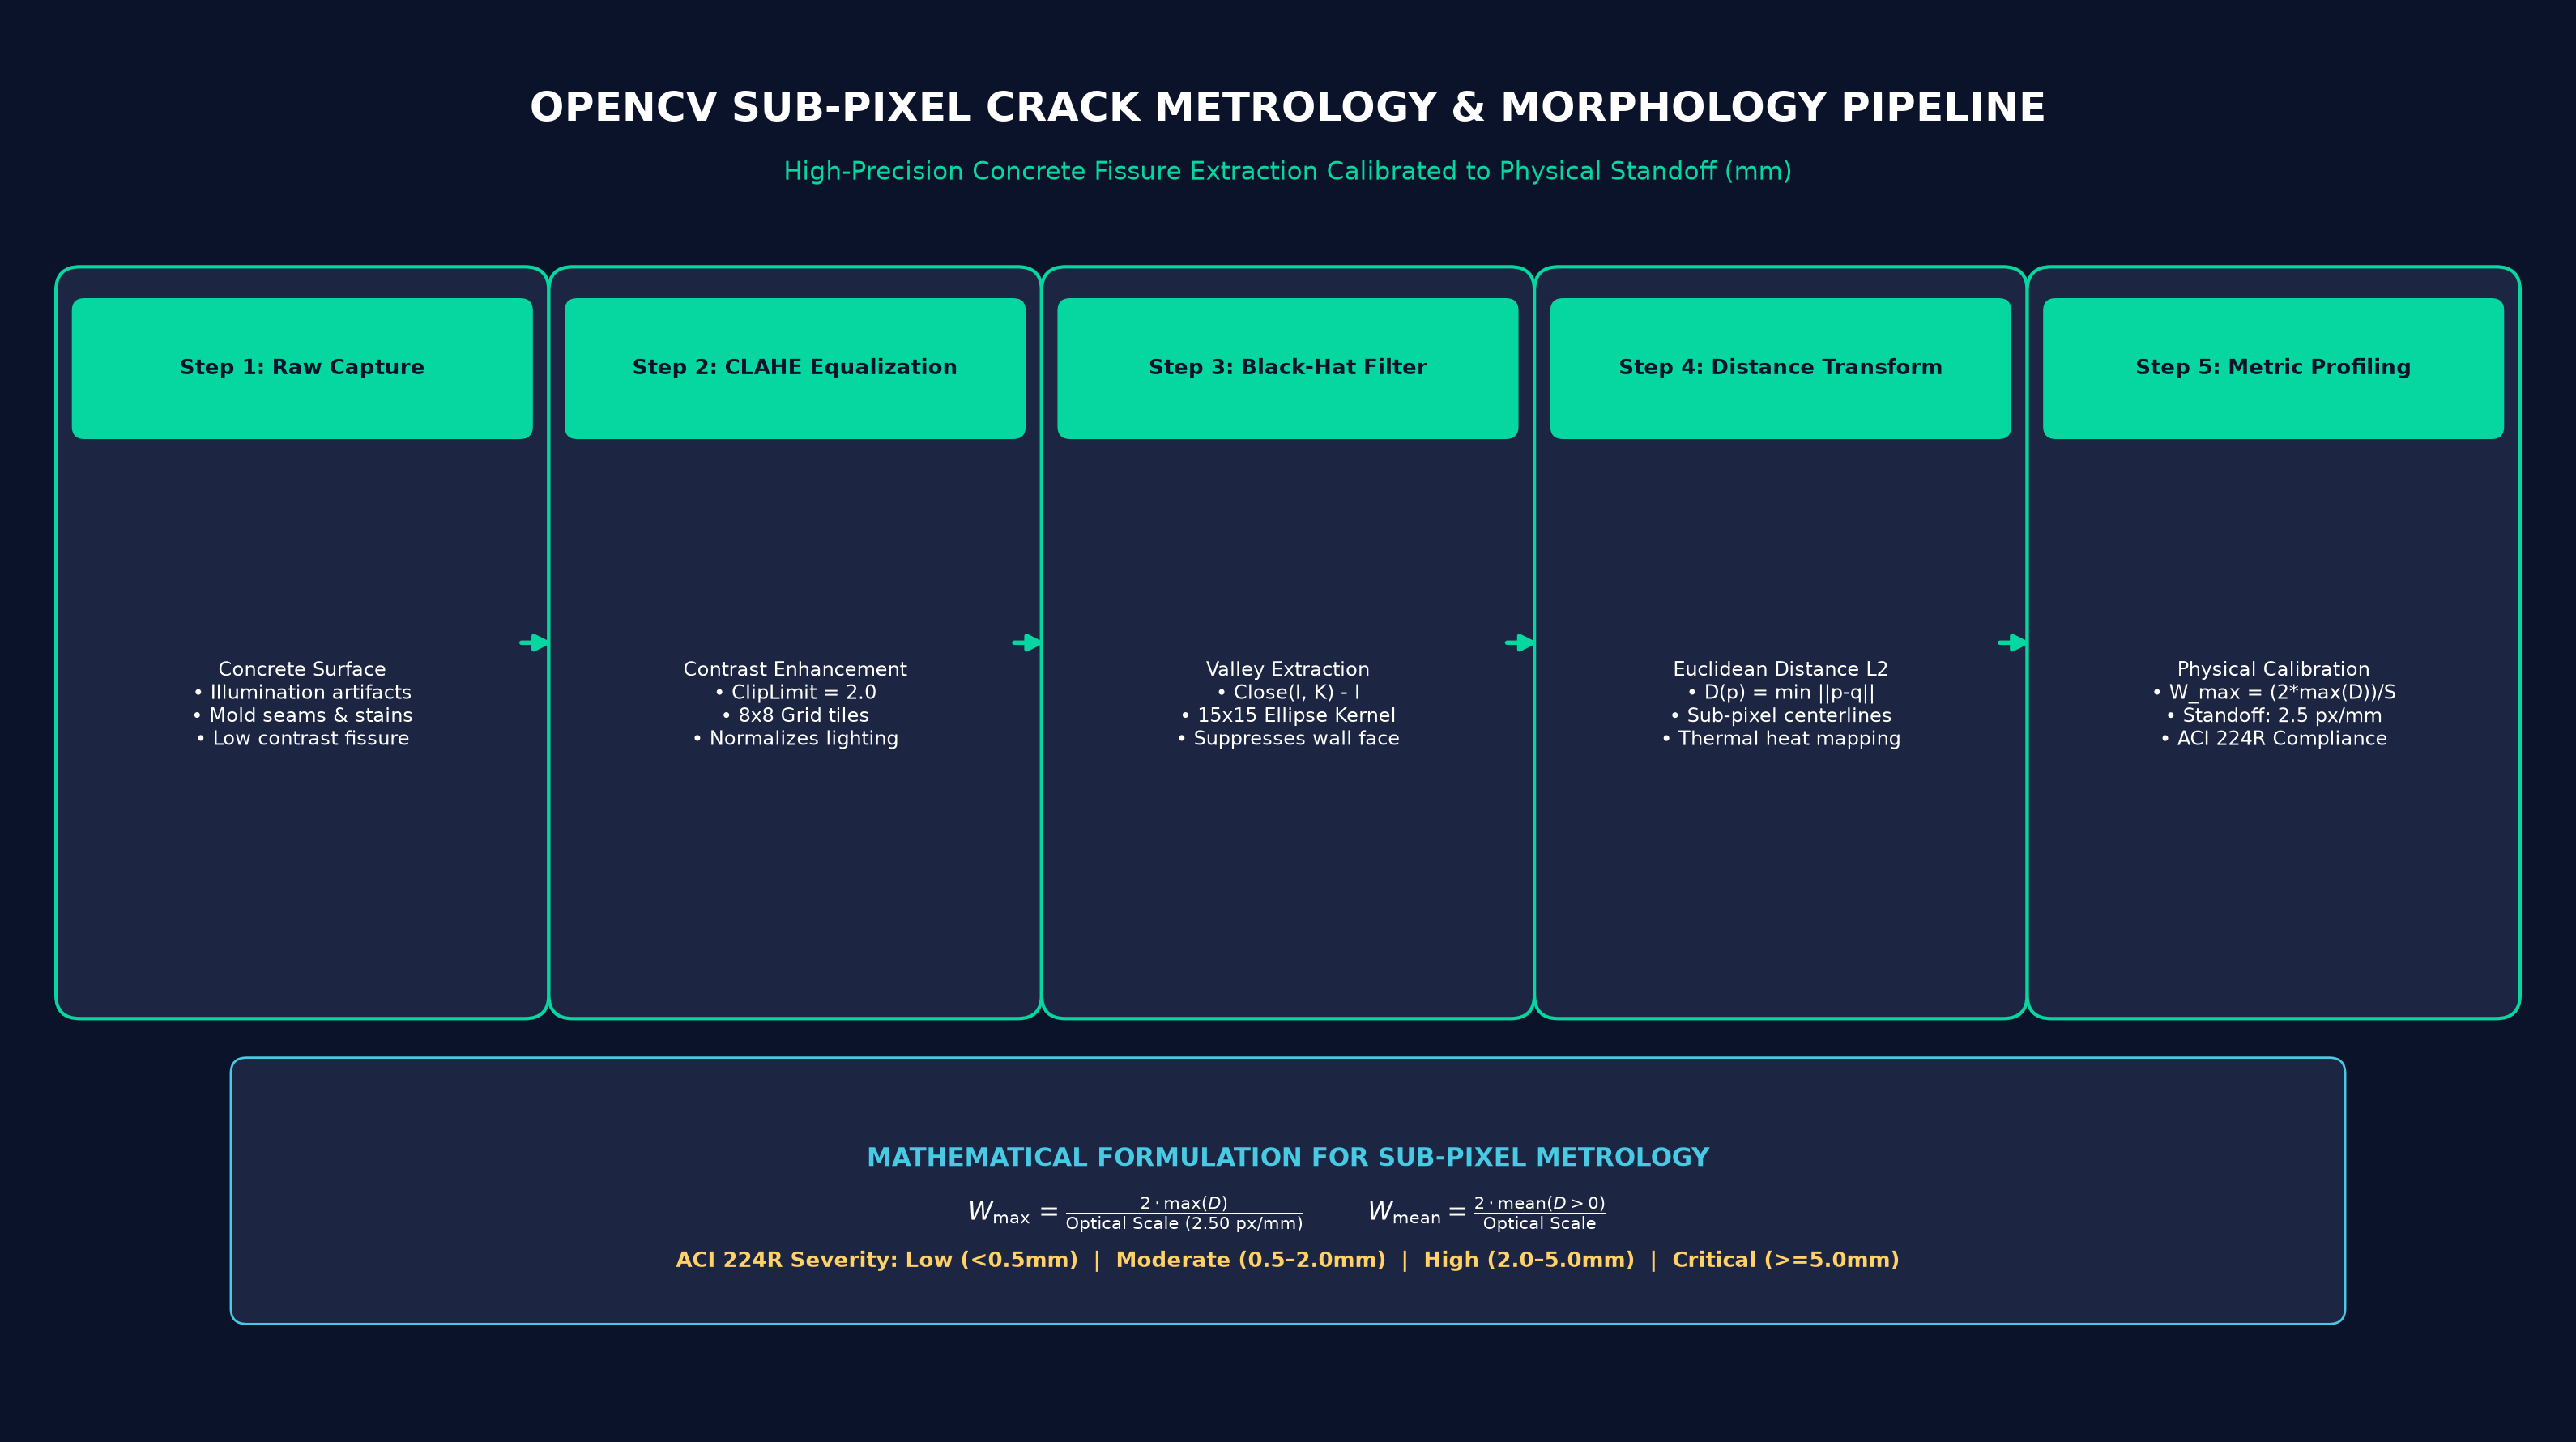 OPENCV SUB-PIXEL CRACK METROLOGY & MORPHOLOGY PIPELINE
High-Precision Concrete Fissure Extraction Calibrated to Physical Standoff (mm)
Step 1: Raw Capture
Concrete Surface
• Illumination artifacts
• Mold seams & stains
• Low contrast fissure
Step 2: CLAHE Equalization
Contrast Enhancement
• ClipLimit = 2.0
• 8x8 Grid tiles
• Normalizes lighting
Step 3: Black-Hat Filter
Valley Extraction
• Close(I, K) - I
• 15x15 Ellipse Kernel
• Suppresses wall face
Step 4: Distance Transform
Euclidean Distance L2
• D(p) = min ||p-q||
• Sub-pixel centerlines
• Thermal heat mapping
Step 5: Metric Profiling
Physical Calibration
• W_max = (2*max(D))/S
• Standoff: 2.5 px/mm
• ACI 224R Compliance
MATHEMATICAL FORMULATION FOR SUB-PIXEL METROLOGY
W_max = 2 · max(D) / Optical Scale (2.50 px/mm)    W_mean = 2 · mean(D > 0) / Optical Scale
ACI 224R Severity: Low (<0.5mm) | Moderate (0.5–2.0mm) | High (2.0–5.0mm) | Critical (>=5.0mm)